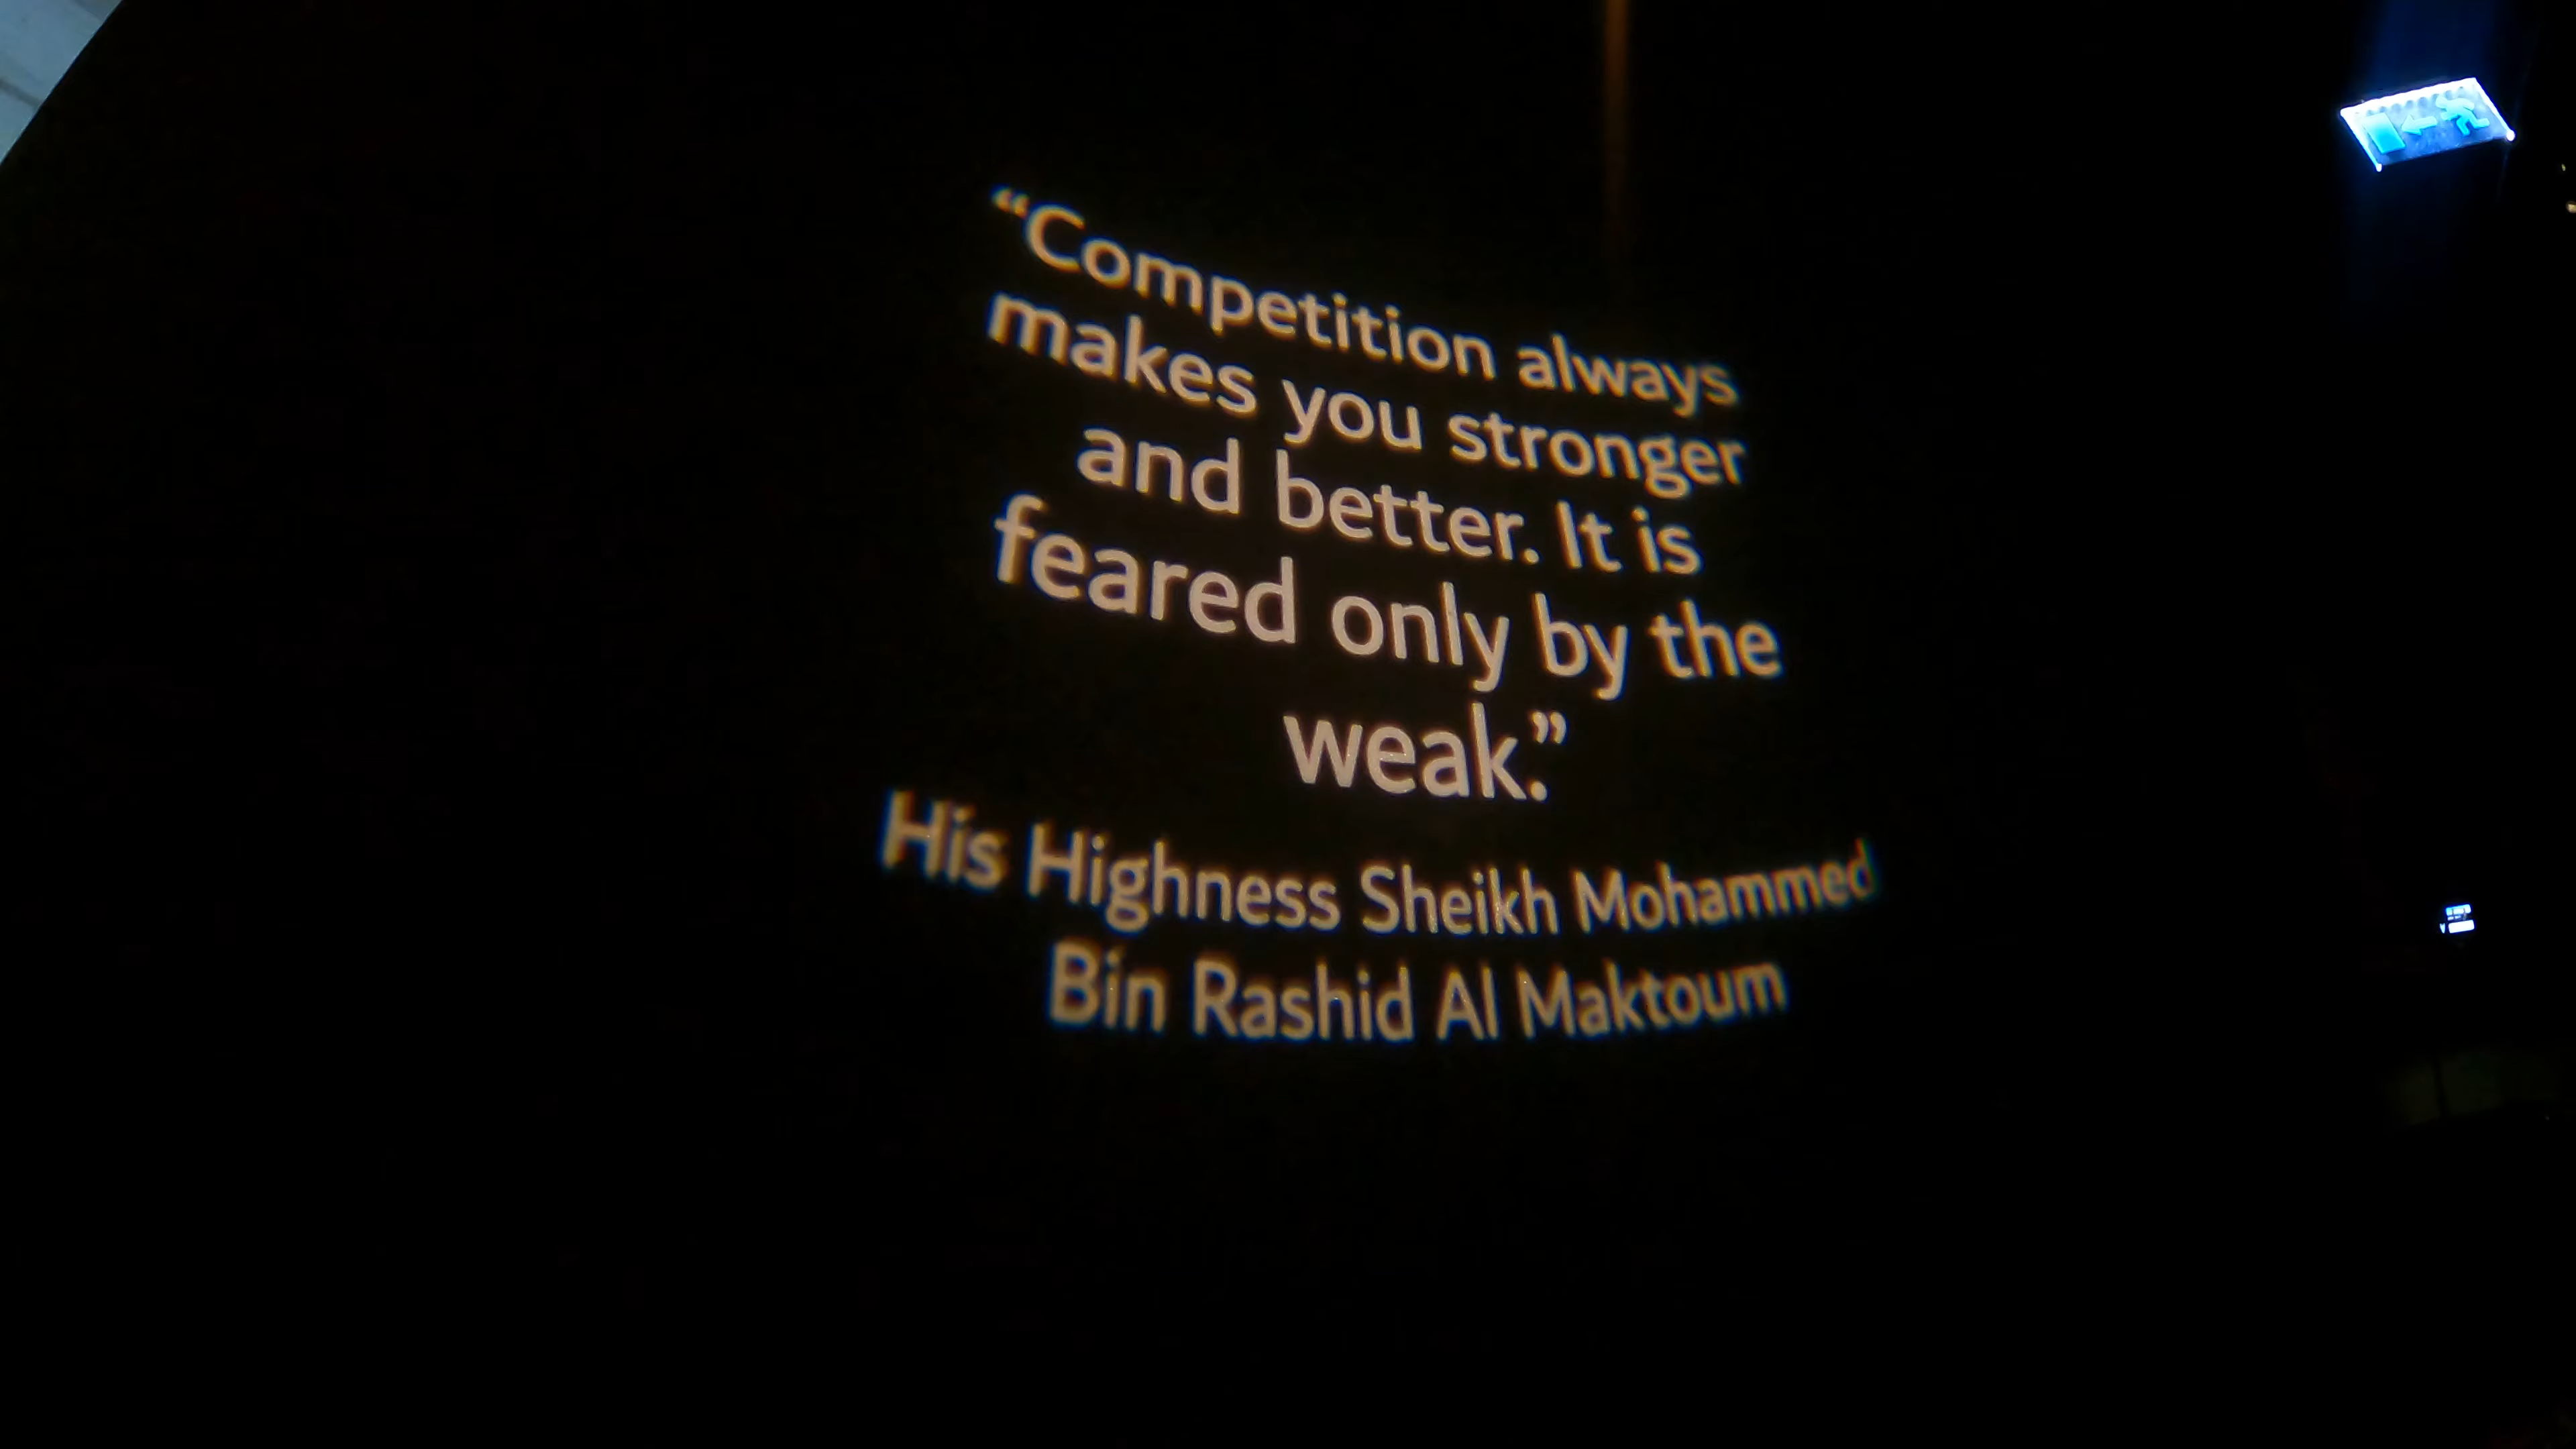 “Competition always
makes you stronger
and better. It is
feared only by the
weak.”
His Highness Sheikh Mohammed
Bin Rashid Al Maktoum